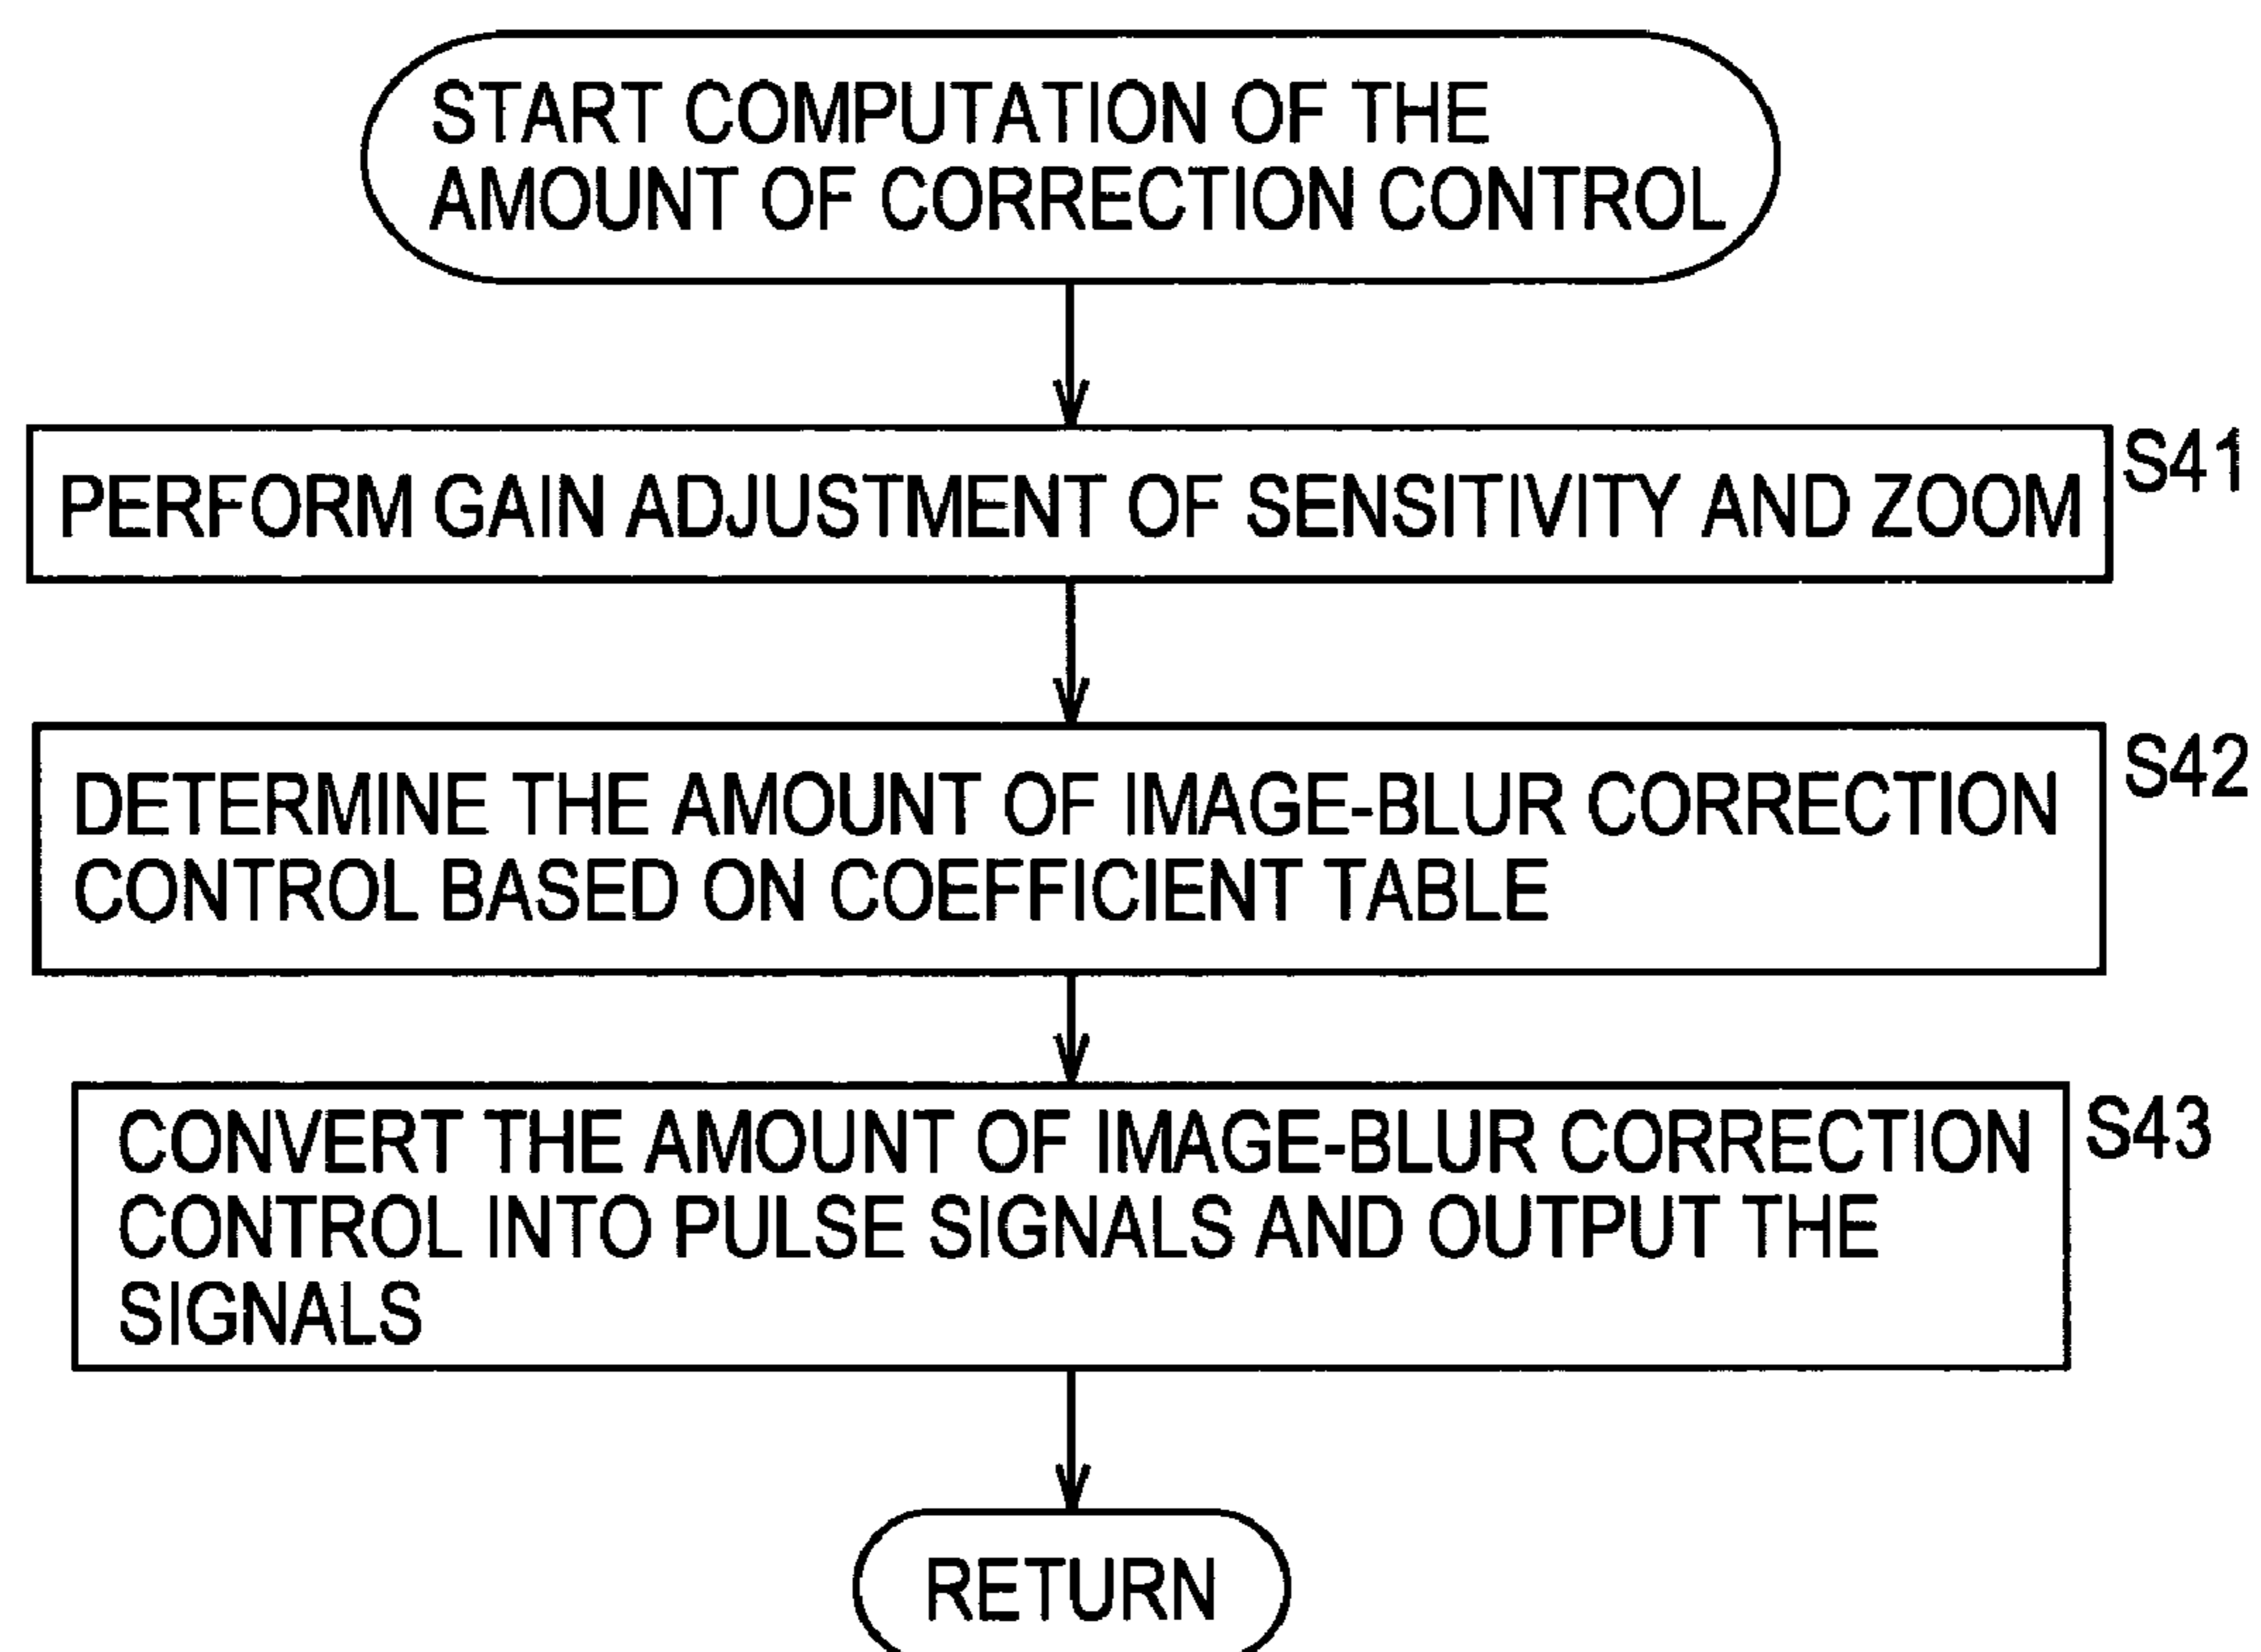 START COMPUTATION OF THE
AMOUNT OF CORRECTION CONTROL
PERFORM GAIN ADJUSTMENT OF SENSITIVITY AND ZOOM
S41
DETERMINE THE AMOUNT OF IMAGE-BLUR CORRECTION
CONTROL BASED ON COEFFICIENT TABLE
S42
CONVERT THE AMOUNT OF IMAGE-BLUR CORRECTION
CONTROL INTO PULSE SIGNALS AND OUTPUT THE
SIGNALS
S43
RETURN